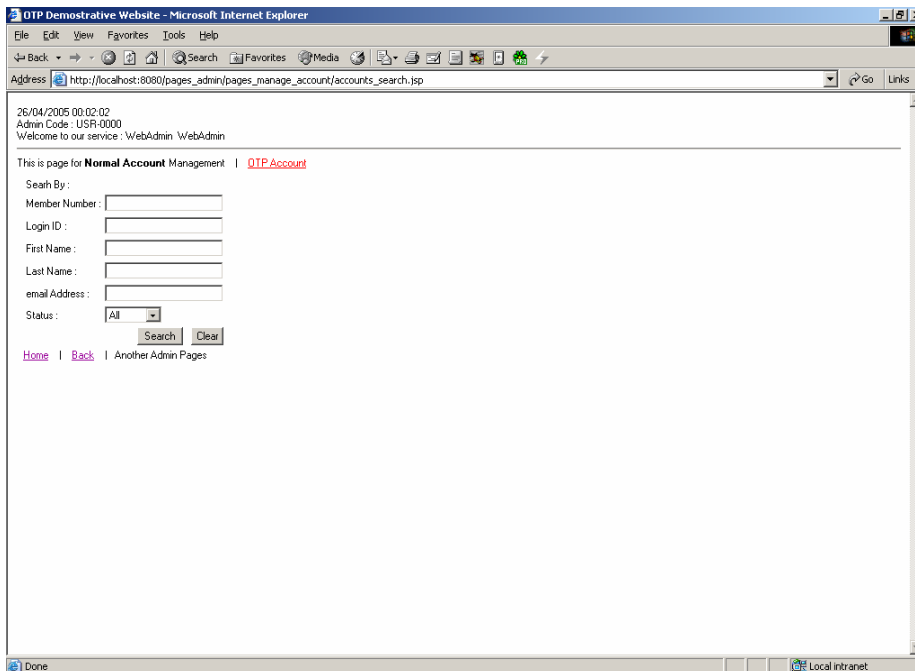 OTP Demostrative Website - Microsoft Internet Explorer
File Edit View Favorites Tools Help
Back Search Favorites Media
Address http://localhost:8080/pages_admin/pages_manage_account/accounts_search.jsp Go Links
26/04/2005 00:02:02
Admin Code : USR-0000
Welcome to our service : WebAdmin WebAdmin
This is page for Normal Account Management | OTP Account
Searh By :
Member Number :
Login ID :
First Name :
Last Name :
email Address :
Status : All
Search Clear
Home | Back | Another Admin Pages
Done Local intranet